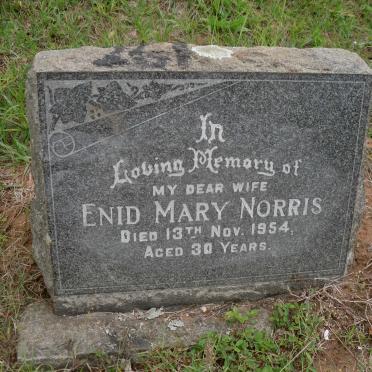 In
Loving Memory of
MY DEAR WIFE
ENID MARY NORRIS
DIED 13TH NOV. 1954,
AGED 30 YEARS.